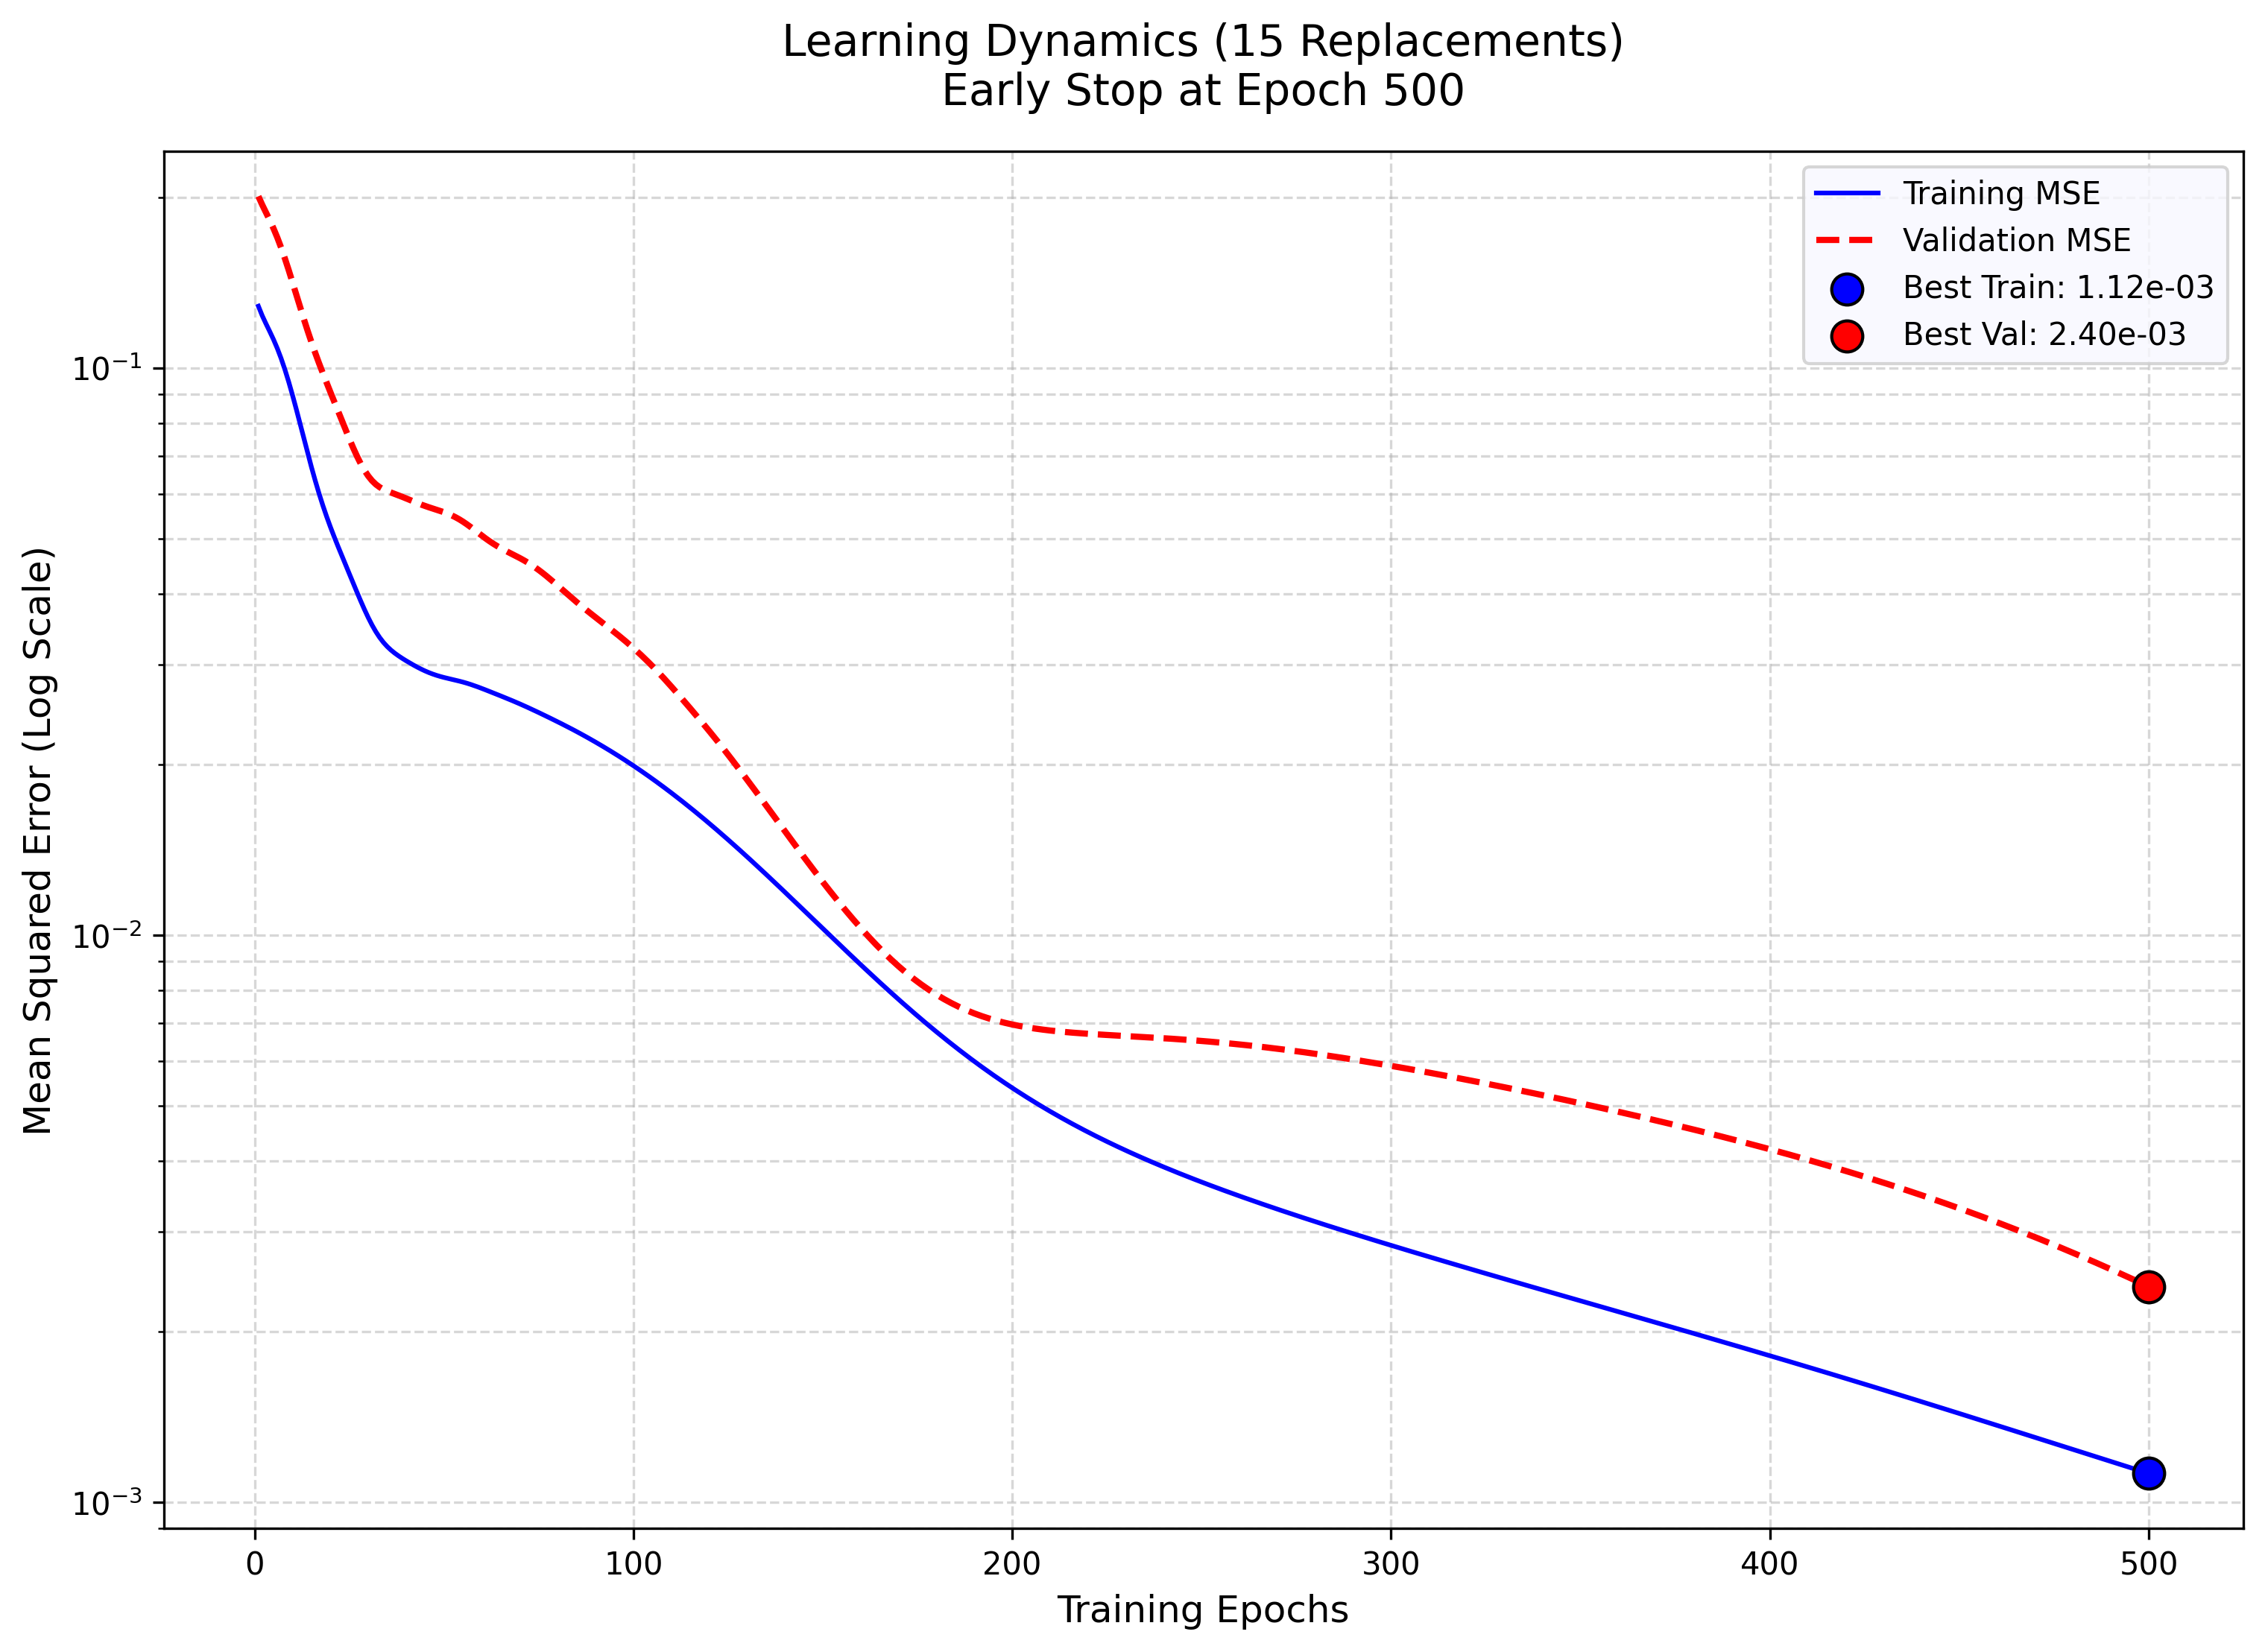 Learning Dynamics (15 Replacements)
Early Stop at Epoch 500
Training MSE
Validation MSE
Best Train: 1.12e-03
Best Val: 2.40e-03
Mean Squared Error (Log Scale)
10⁻¹
10⁻²
10⁻³
0 100 200 300 400 500
Training Epochs